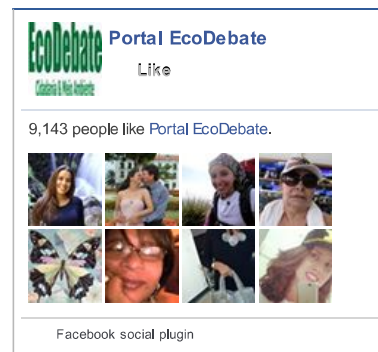 EcoDebate
Cidadania & Meio Ambiente
Portal EcoDebate
Like
9,143 people like Portal EcoDebate.
Facebook social plugin